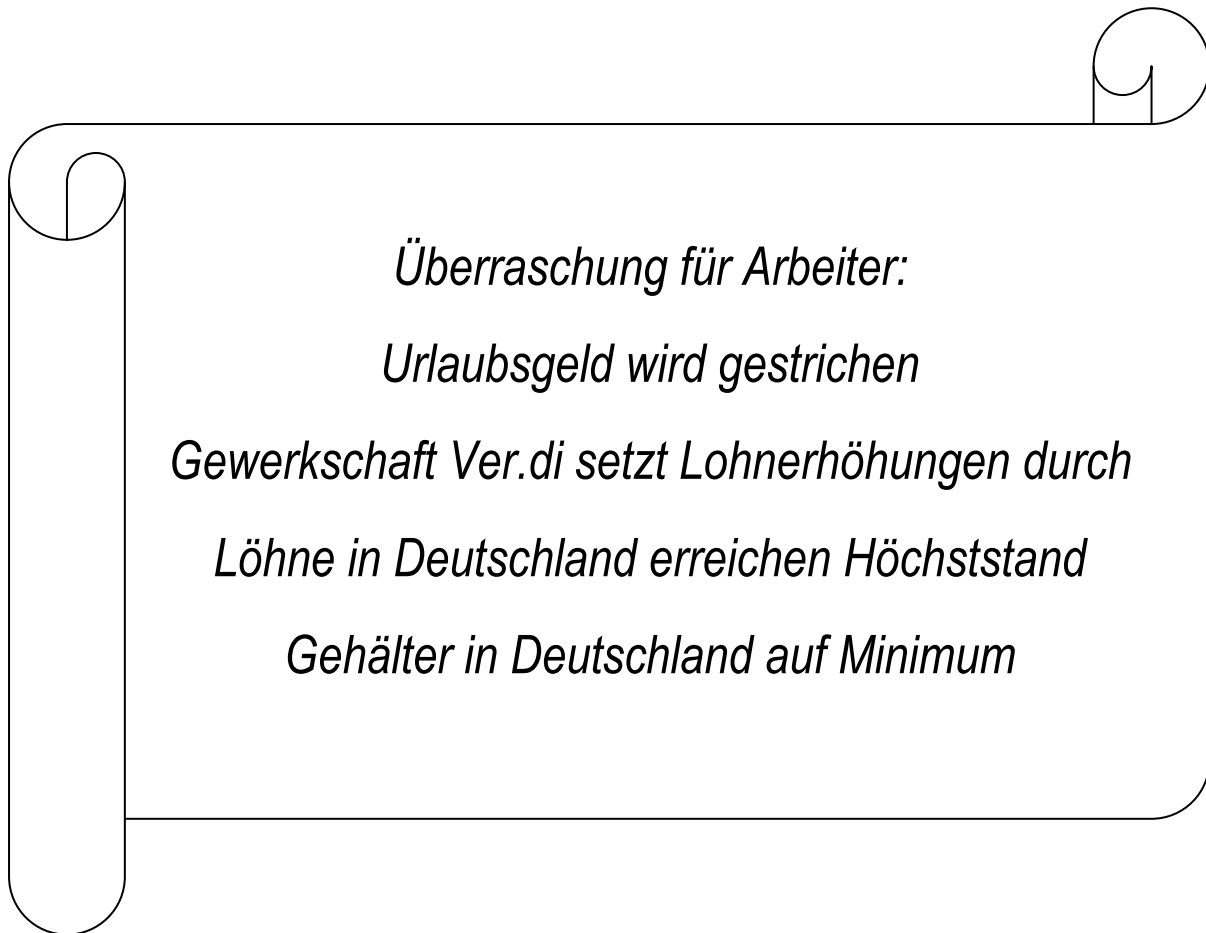 Überraschung für Arbeiter:
Urlaubsgeld wird gestrichen
Gewerkschaft Ver.di setzt Lohnerhöhungen durch
Löhne in Deutschland erreichen Höchststand
Gehälter in Deutschland auf Minimum